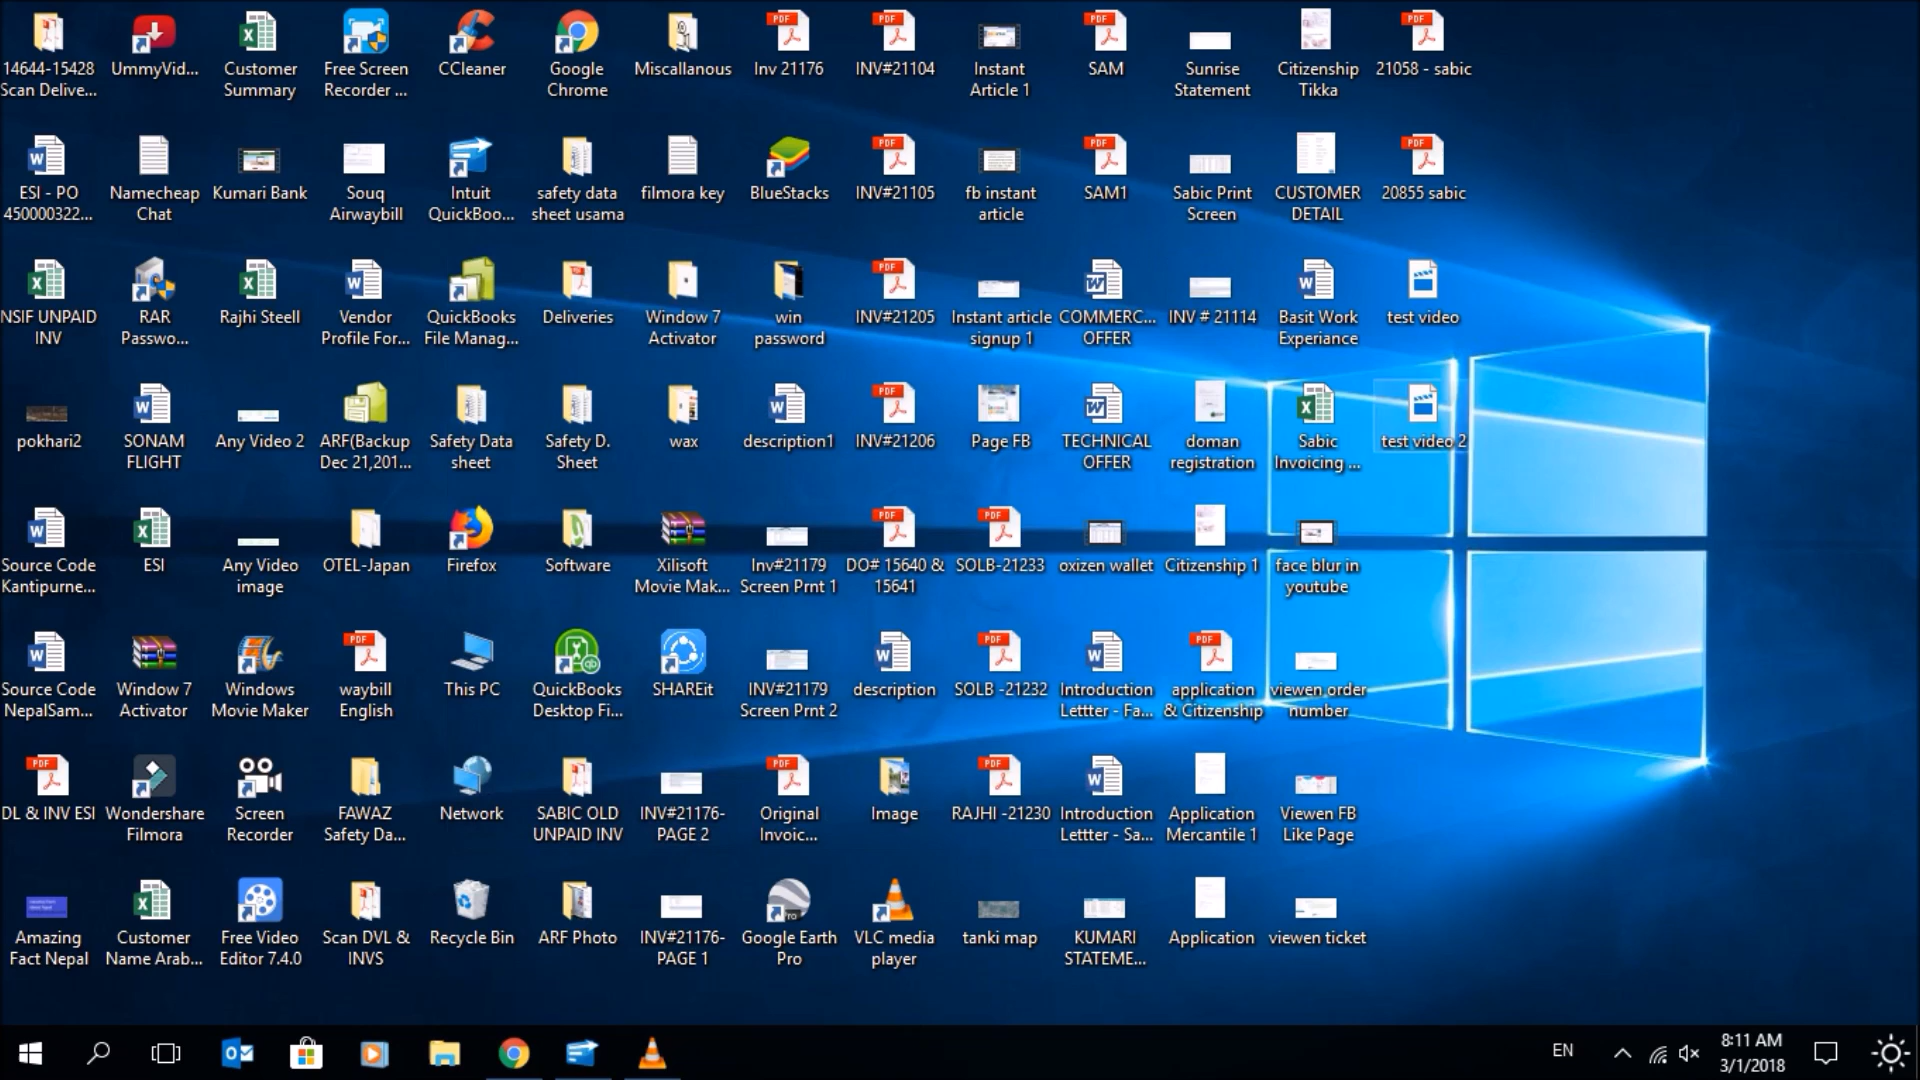 14644-15428
Scan Delive...
UmmyVid...
Customer
Summary
Free Screen
Recorder ...
CCleaner
Google
Chrome
Miscallanous
Inv 21176
INV#21104
Instant
Article 1
SAM
Sunrise
Statement
Citizenship
Tikka
21058 - sabic
ESI - PO
450000322...
Namecheap
Chat
Kumari Bank
Souq
Airwaybill
Intuit
QuickBoo...
safety data
sheet usama
filmora key
BlueStacks
INV#21105
fb instant
article
SAM1
Sabic Print
Screen
CUSTOMER
DETAIL
20855 sabic
NSIF UNPAID
INV
RAR
Passwo...
Rajhi Steell
Vendor
Profile For...
QuickBooks
File Manag...
Deliveries
Window 7
Activator
win
password
INV#21205
Instant article
signup 1
COMMERC...
OFFER
INV # 21114
Basit Work
Experience
test video
pokhari2
SONAM
FLIGHT
Any Video 2
ARF(Backup
Dec 21,201...
Safety Data
sheet
Safety D.
Sheet
wax
description1
INV#21206
Page FB
TECHNICAL
OFFER
doman
registration
Sabic
Invoicing ...
test video 2
Source Code
Kantipurne...
ESI
Any Video
image
OTEL-Japan
Firefox
Software
Xilisoft
Movie Mak...
Inv#21179
Screen Prnt 1
DO# 15640 &
15641
SOLB-21233
oxizen wallet
Citizenship 1
face blur in
youtube
Source Code
NepalSam...
Window 7
Activator
Windows
Movie Maker
waybill
English
This PC
QuickBooks
Desktop Fi...
SHAREit
INV#21179
Screen Prnt 2
description
SOLB -21232
Introduction
Lettter - Fa...
application
& Citizenship
viewen order
number
DL & INV ESI
Wondershare
Filmora
Screen
Recorder
FAWAZ
Safety Da...
Network
SABIC OLD
UNPAID INV
INV#21176-
PAGE 2
Original
Invoic...
Image
RAJHI -21230
Introduction
Lettter - Sa...
Application
Mercantile 1
Viewen FB
Like Page
Amazing
Fact Nepal
Customer
Name Arab...
Free Video
Editor 7.4.0
Scan DVL &
INVS
Recycle Bin
ARF Photo
INV#21176-
PAGE 1
Google Earth
Pro
VLC media
player
tanki map
KUMARI
STATEME...
Application
viewen ticket
EN
8:11 AM
3/1/2018